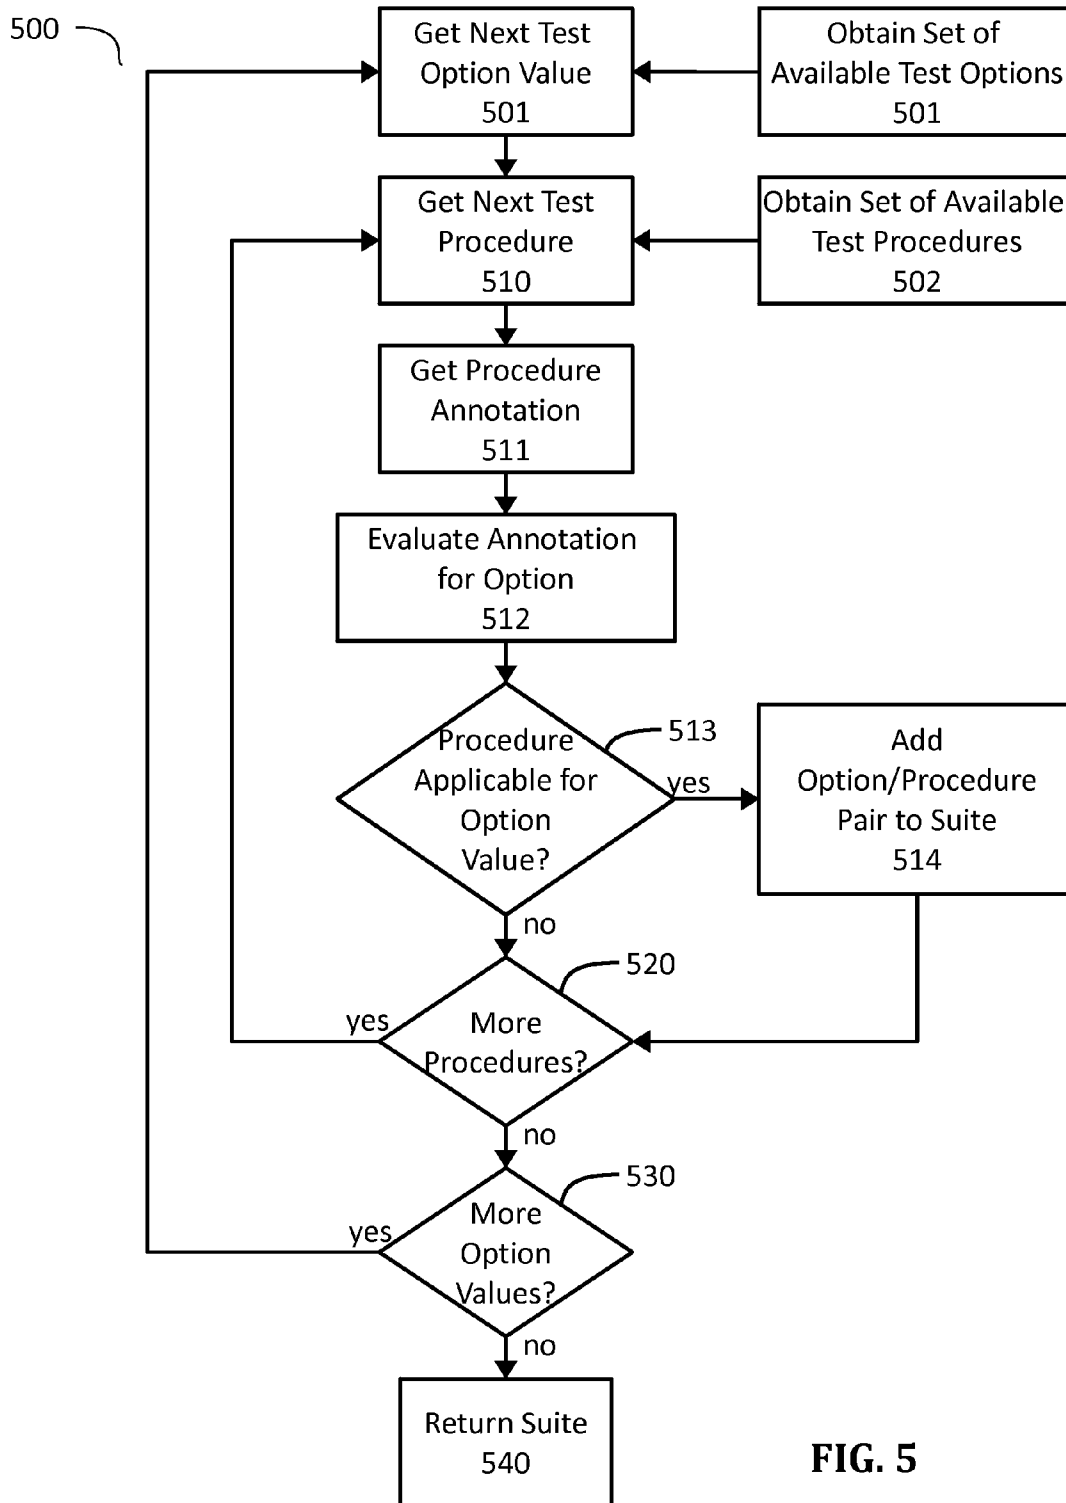 500
Get Next Test
Option Value
501
Obtain Set of
Available Test Options
501
Get Next Test
Procedure
510
Obtain Set of Available
Test Procedures
502
Get Procedure
Annotation
511
Evaluate Annotation
for Option
512
513
Procedure
Applicable for
Option
Value?
yes
Add
Option/Procedure
Pair to Suite
514
no
520
yes
More
Procedures?
no
530
yes
More
Option
Values?
no
Return Suite
540
FIG. 5